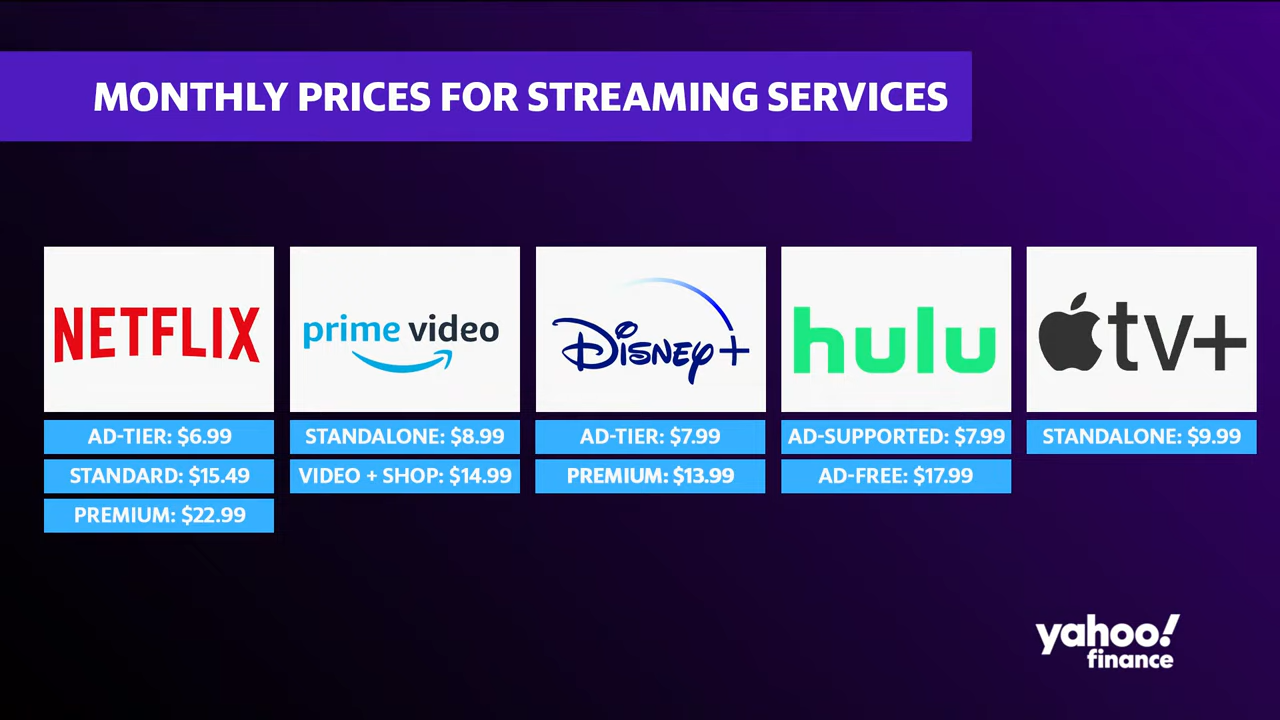 MONTHLY PRICES FOR STREAMING SERVICES
NETFLIX
AD-TIER: $6.99
STANDARD: $15.49
PREMIUM: $22.99
prime video
STANDALONE: $8.99
VIDEO + SHOP: $14.99
Disney+
AD-TIER: $7.99
PREMIUM: $13.99
hulu
AD-SUPPORTED: $7.99
AD-FREE: $17.99
tv+
STANDALONE: $9.99
yahoo!
finance